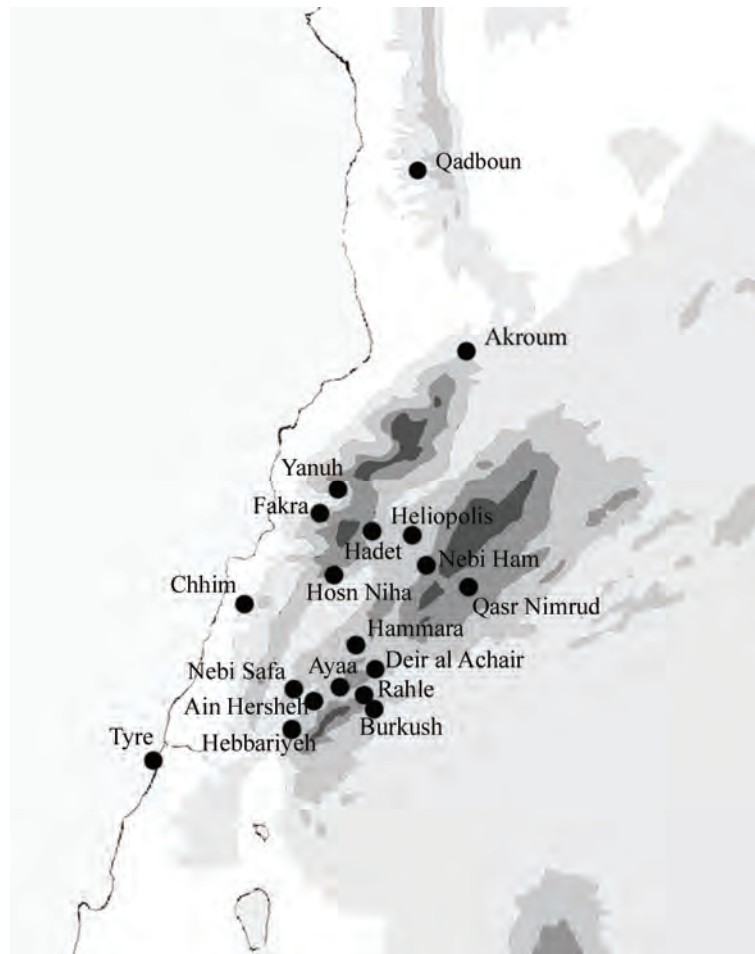 Qadboun
Akroum
Yanuh
Fakra
Heliopolis
Hadet
Nebi Ham
Hosn Niha
Chhim
Qasr Nimrud
Hammara
Nebi Safa
Ayaa
Deir al Achair
Ain Hersheh
Rahle
Burkush
Tyre
Hebbariyeh